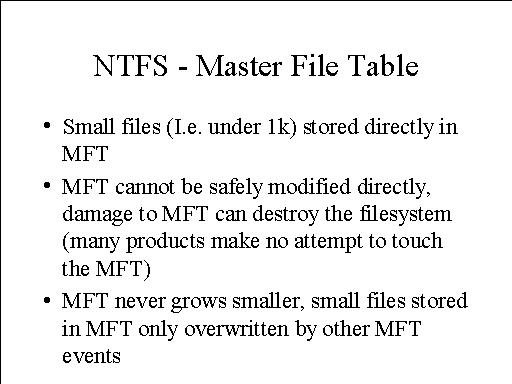 NTFS - Master File Table
• Small files (I.e. under 1k) stored directly in
MFT
• MFT cannot be safely modified directly,
damage to MFT can destroy the filesystem
(many products make no attempt to touch
the MFT)
• MFT never grows smaller, small files stored
in MFT only overwritten by other MFT
events